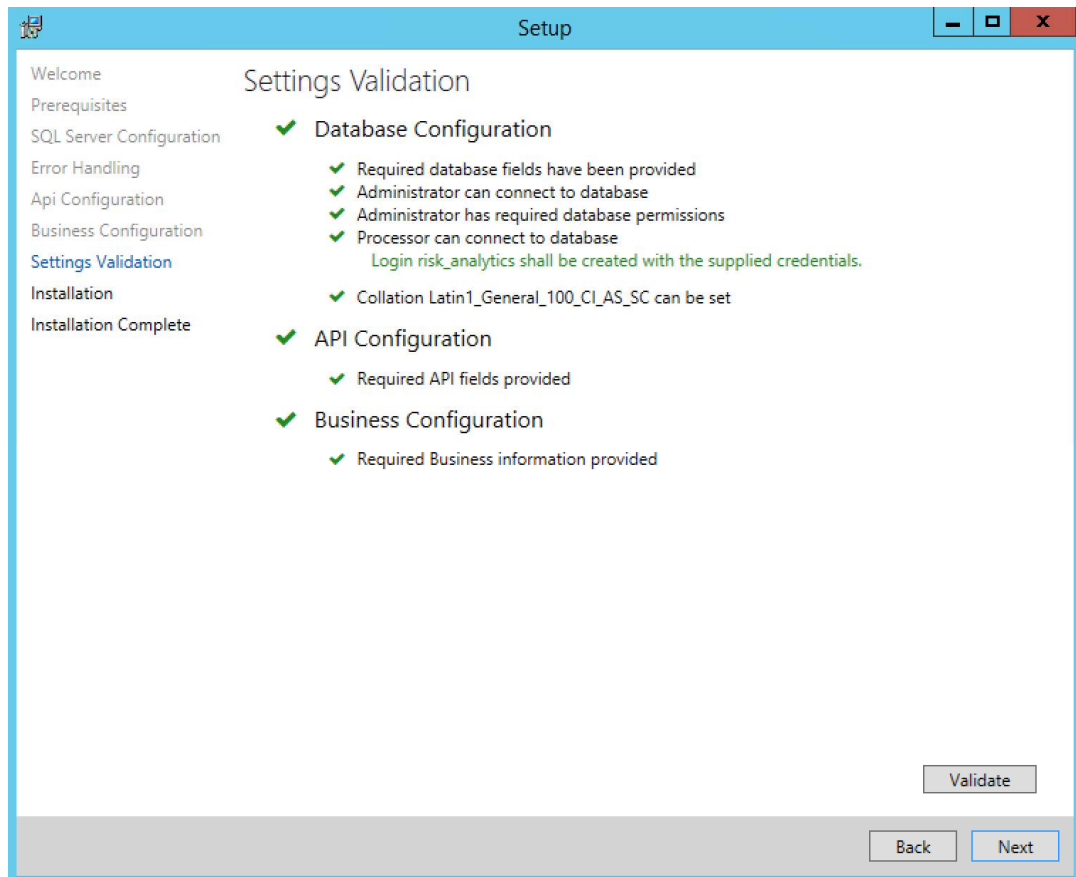 Setup
Welcome
Prerequisites
SQL Server Configuration
Error Handling
Api Configuration
Business Configuration
Settings Validation
Installation
Installation Complete
Settings Validation
Database Configuration
Required database fields have been provided
Administrator can connect to database
Administrator has required database permissions
Processor can connect to database
Login risk_analytics shall be created with the supplied credentials.
Collation Latin1_General_100_CI_AS_SC can be set
API Configuration
Required API fields provided
Business Configuration
Required Business information provided
Validate
Back
Next